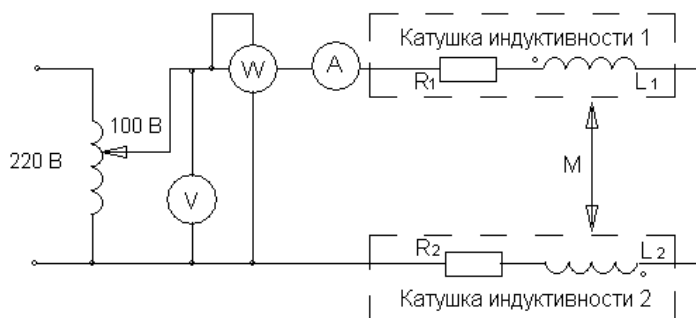 Катушка индуктивности 1
W
A
R1
L1
100 В
220 В
V
M
R2
L2
Катушка индуктивности 2